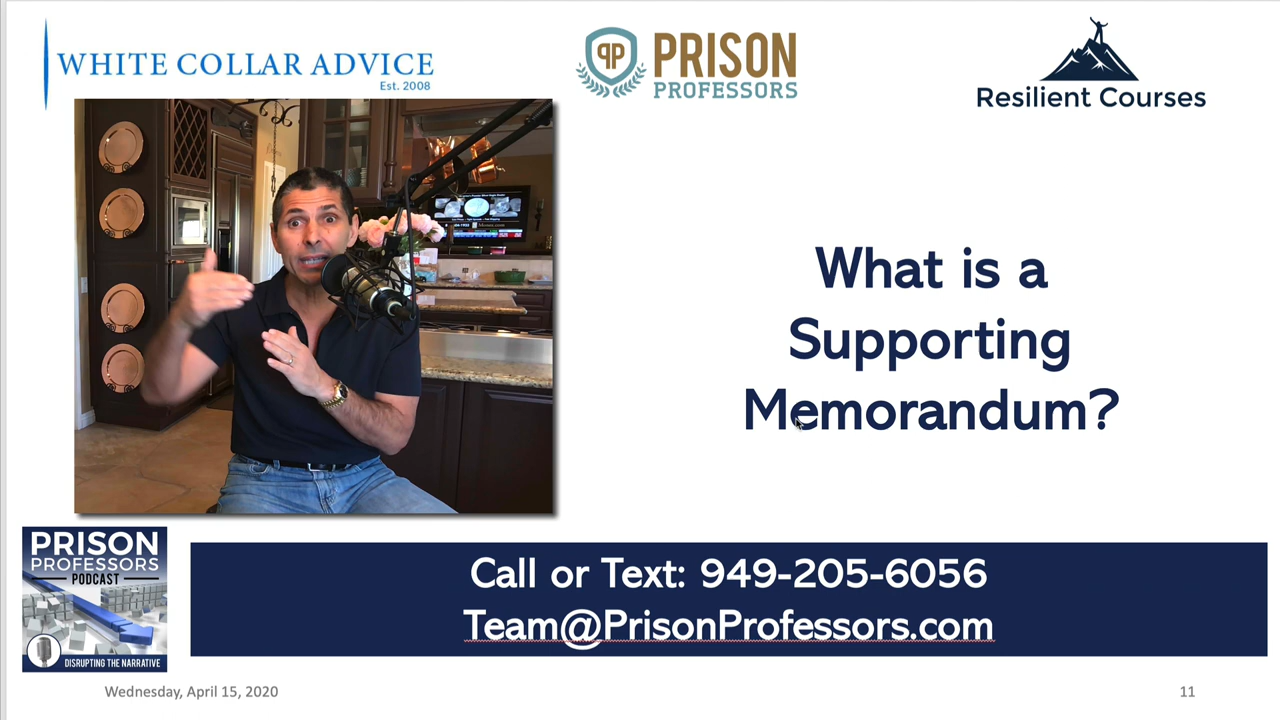 WHITE COLLAR ADVICE
Est. 2008
PRISON
PROFESSORS
Resilient Courses
What is a
Supporting
Memorandum?
PRISON
PROFESSORS
PODCAST
DISRUPTING THE NARRATIVE
Call or Text: 949-205-6056
Team@PrisonProfessors.com
Wednesday, April 15, 2020
11